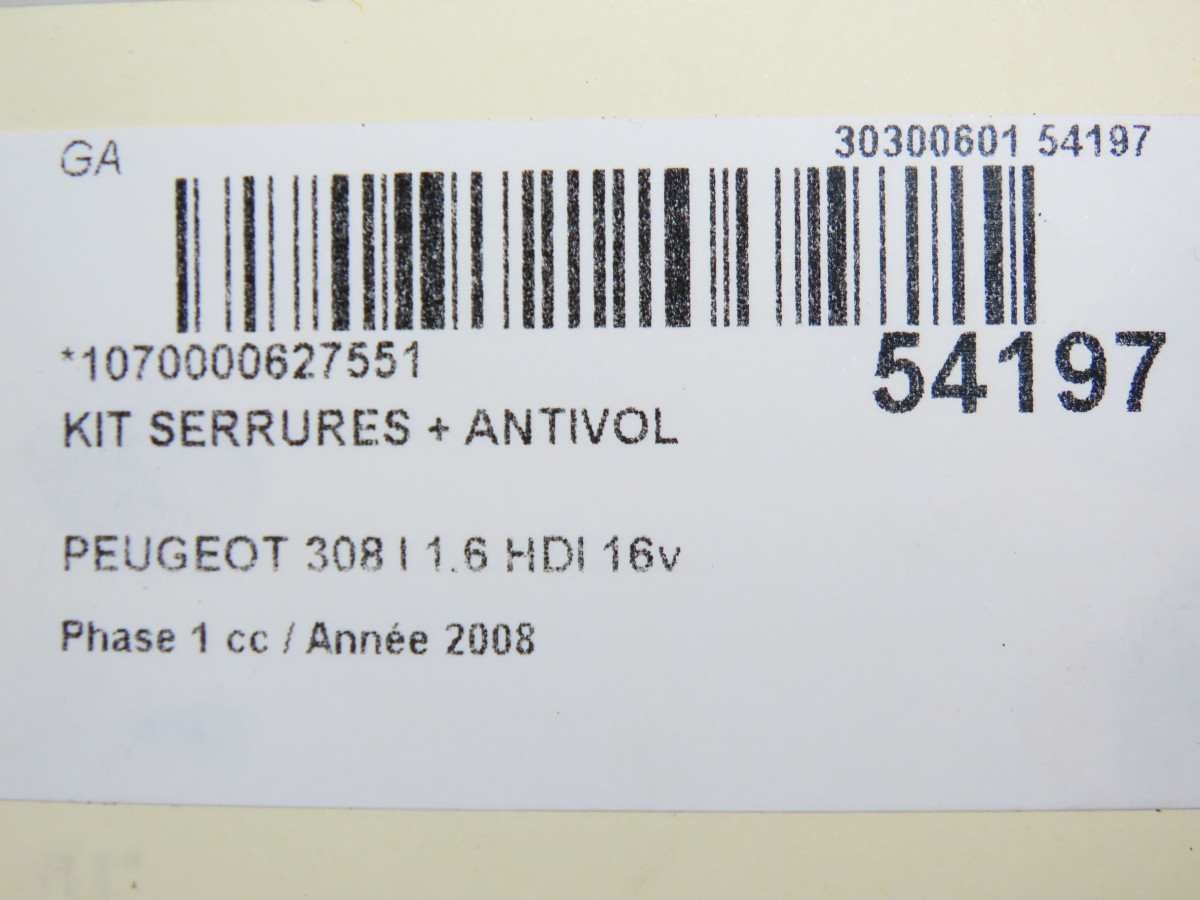 GA
30300601 54197
*1070000627551
54197
KIT SERRURES + ANTIVOL
PEUGEOT 308 I 1.6 HDI 16v
Phase 1 cc / Année 2008